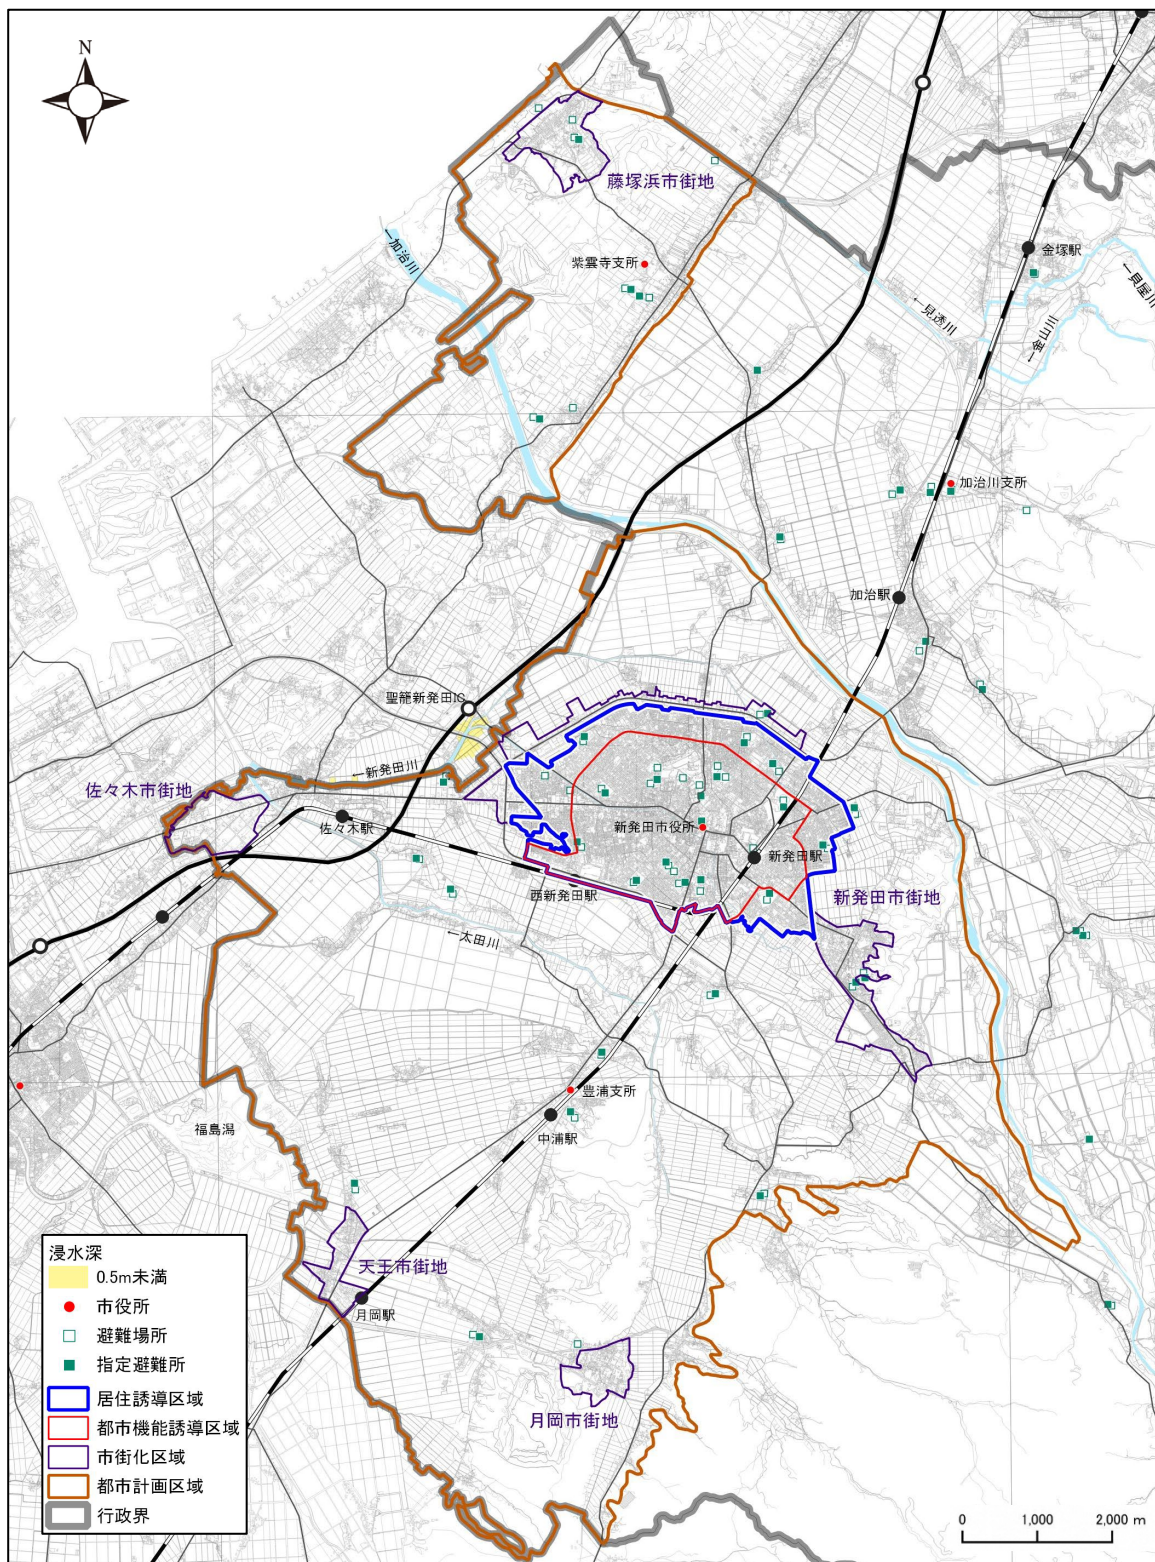 N
藤塚浜市街地
←加治川
紫雲寺支所
金塚駅
←貝屋川
←見透川
←金山川
加治川支所
加治駅
聖籠新発田IC
←新発田川
佐々木市街地
佐々木駅
新発田市役所
新発田駅
西新発田駅
新発田市街地
←太田川
豊浦支所
中浦駅
福島潟
天王市街地
月岡駅
月岡市街地
浸水深
0.5m未満
市役所
避難場所
指定避難所
居住誘導区域
都市機能誘導区域
市街化区域
都市計画区域
行政界
0 1,000 2,000 m